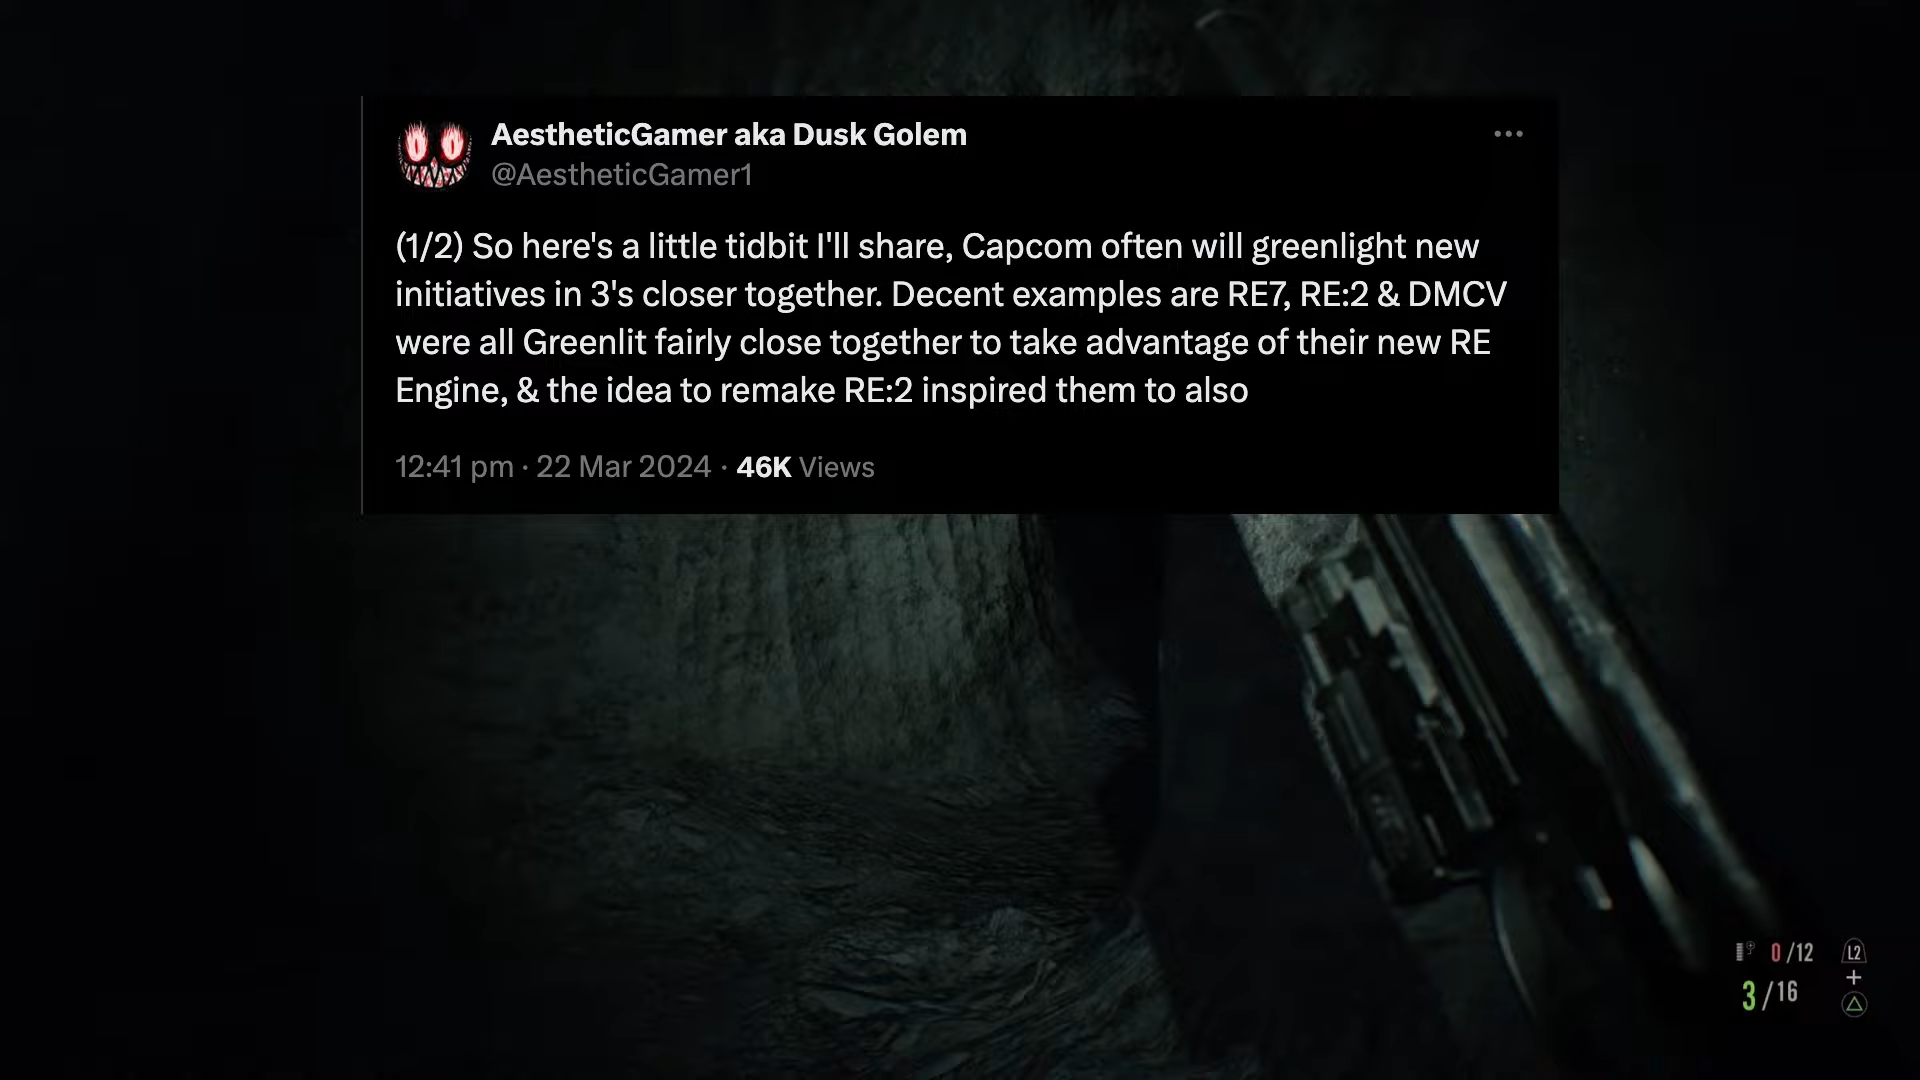 AestheticGamer aka Dusk Golem
@AestheticGamer1
(1/2) So here's a little tidbit I'll share, Capcom often will greenlight new
initiatives in 3's closer together. Decent examples are RE7, RE:2 & DMCV
were all Greenlit fairly close together to take advantage of their new RE
Engine, & the idea to remake RE:2 inspired them to also
12:41 pm · 22 Mar 2024 · 46K Views
0/12
L2
+
3/16